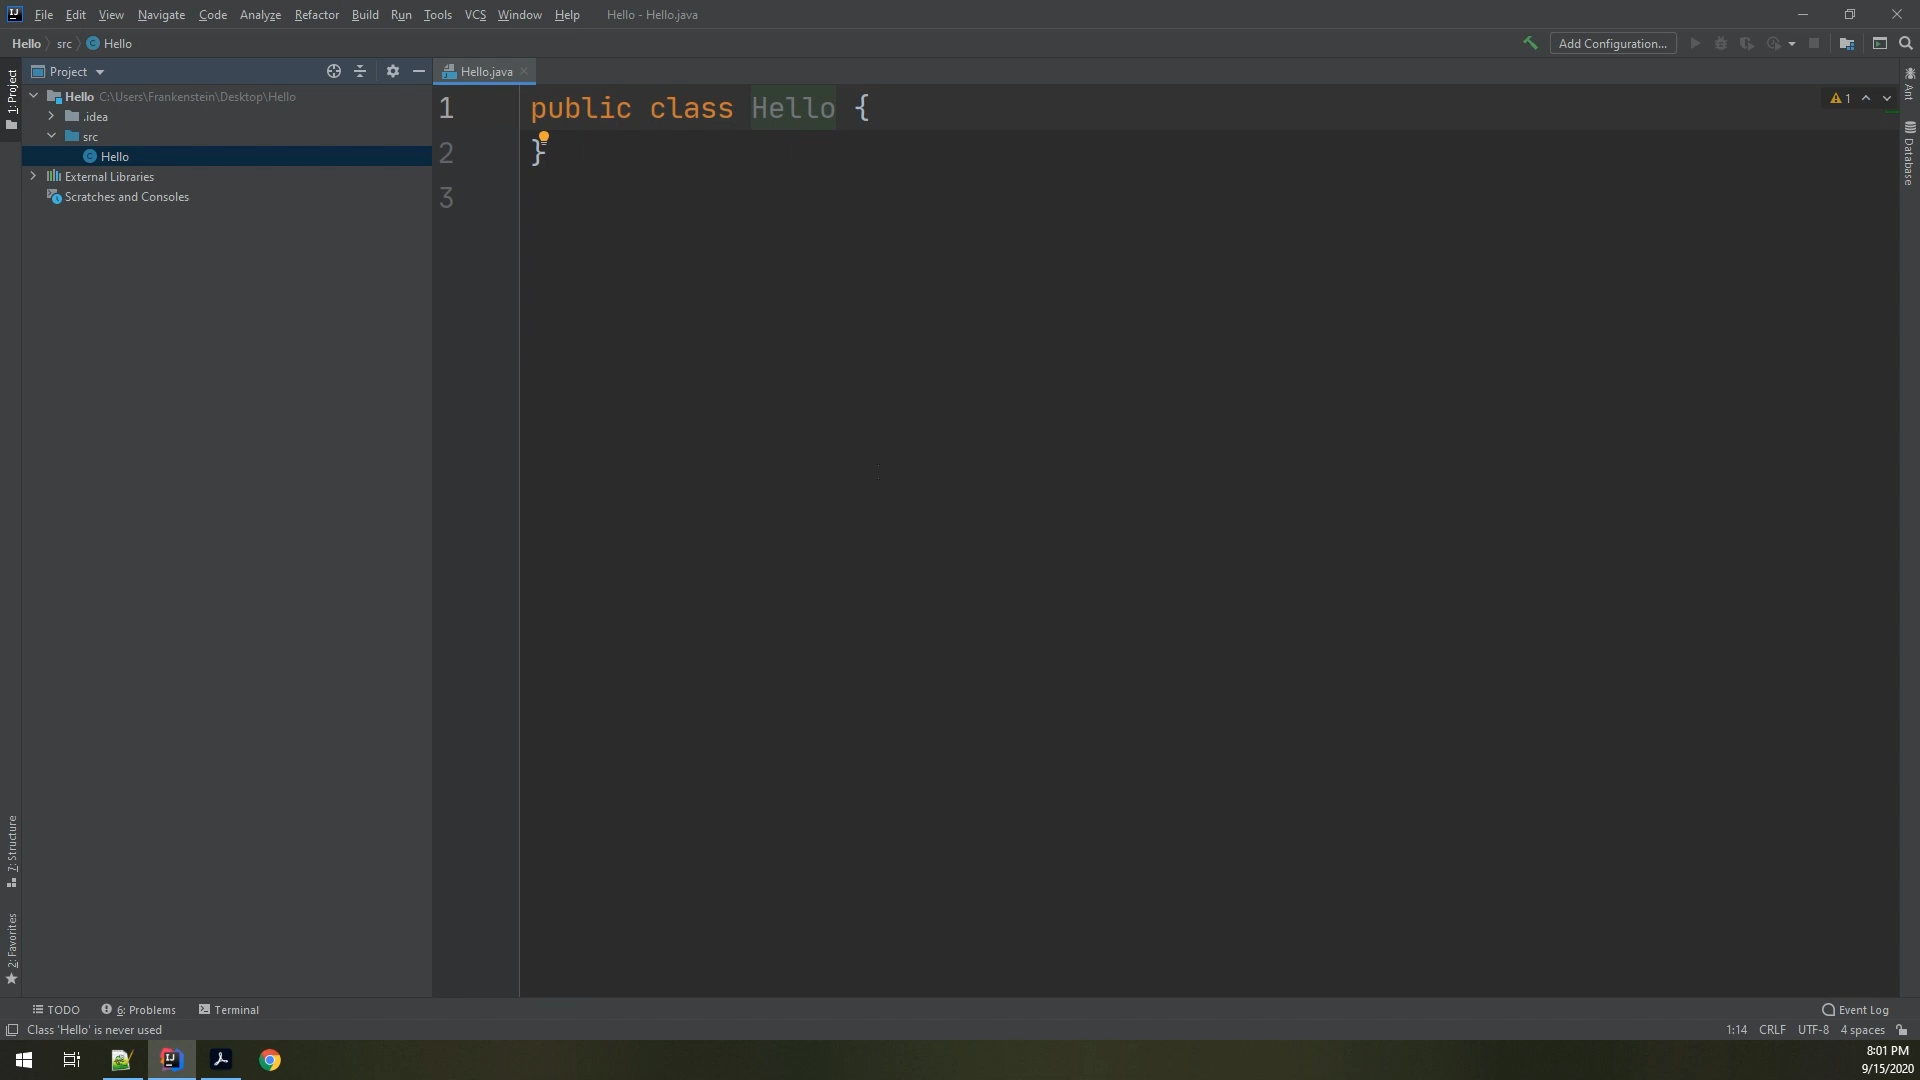 IJ File Edit View Navigate Code Analyze Refactor Build Run Tools VCS Window Help Hello - Hello.java
Hello src C Hello Add Configuration...
1: Project
Project
Hello C:\Users\Frankenstein\Desktop\Hello
.idea
src
C Hello
External Libraries
Scratches and Consoles
7: Structure
2: Favorites
Hello.java
1 public class Hello {
2 }
3
1
Ant
Database
TODO 6: Problems Terminal Event Log
Class 'Hello' is never used 1:14 CRLF UTF-8 4 spaces
IJ
8:01 PM
9/15/2020